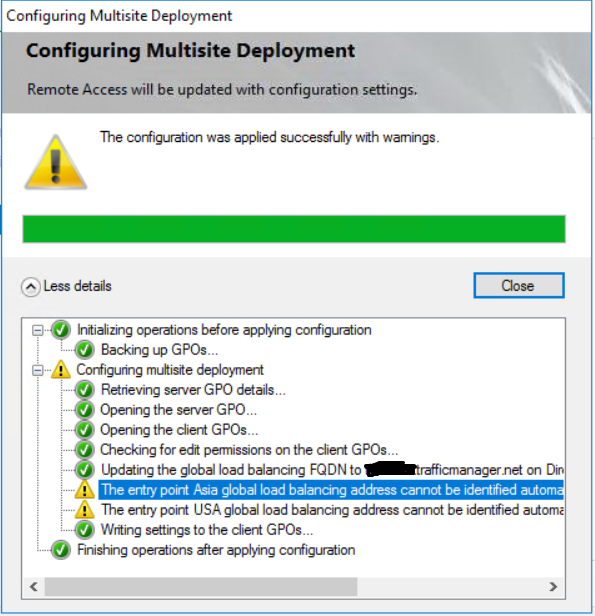 Configuring Multisite Deployment
Configuring Multisite Deployment
Remote Access will be updated with configuration settings.
The configuration was applied successfully with warnings.
Less details
Close
Initializing operations before applying configuration
Backing up GPOs...
Configuring multisite deployment
Retrieving server GPO details...
Opening the server GPO...
Opening the client GPOs...
Checking for edit permissions on the client GPOs...
Updating the global load balancing FQDN to trafficmanager.net on Dir
The entry point Asia global load balancing address cannot be identified automa
The entry point USA global load balancing address cannot be identified automa
Writing settings to the client GPOs...
Finishing operations after applying configuration